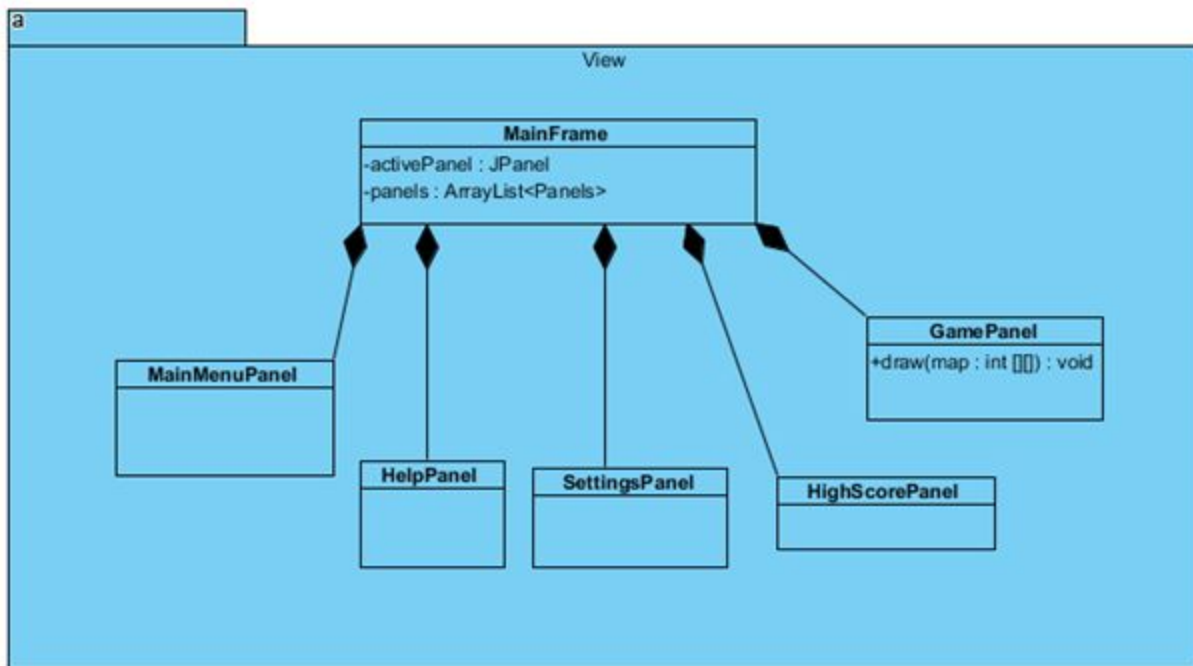 a
View
MainFrame
-activePanel : JPanel
-panels : ArrayList<Panels>
GamePanel
+draw(map : int [][]) : void
MainMenuPanel
HelpPanel
SettingsPanel
HighScorePanel